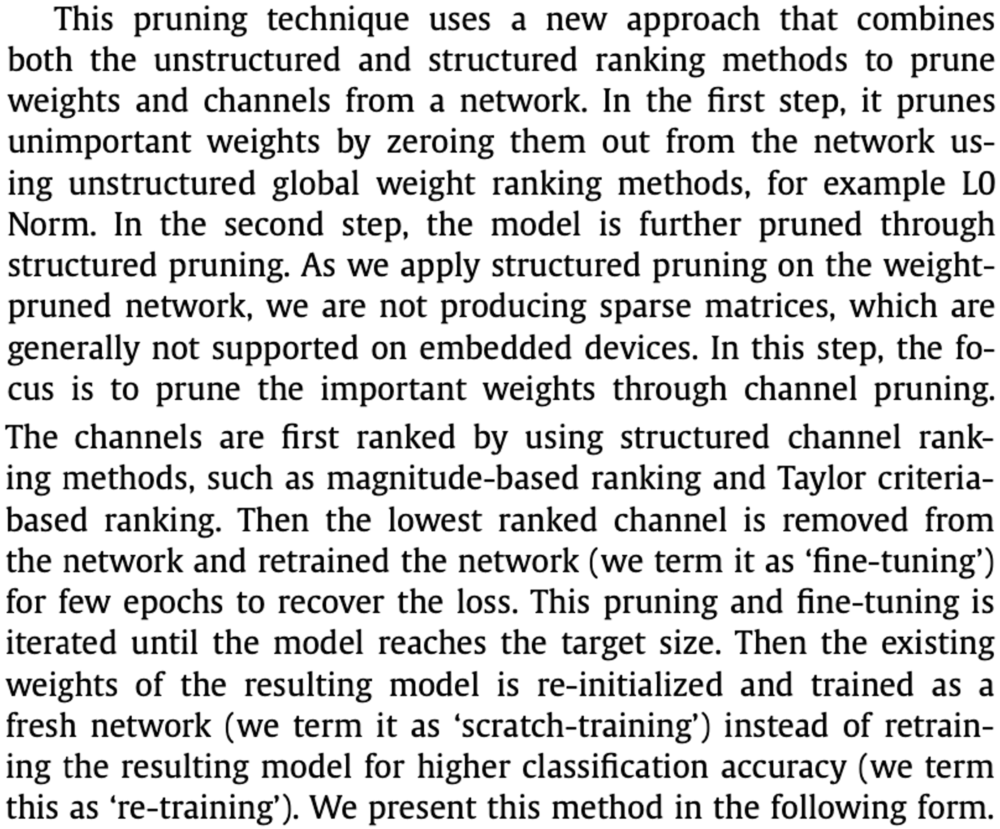 This pruning technique uses a new approach that combines
both the unstructured and structured ranking methods to prune
weights and channels from a network. In the first step, it prunes
unimportant weights by zeroing them out from the network us-
ing unstructured global weight ranking methods, for example L0
Norm. In the second step, the model is further pruned through
structured pruning. As we apply structured pruning on the weight-
pruned network, we are not producing sparse matrices, which are
generally not supported on embedded devices. In this step, the fo-
cus is to prune the important weights through channel pruning.
The channels are first ranked by using structured channel rank-
ing methods, such as magnitude-based ranking and Taylor criteria-
based ranking. Then the lowest ranked channel is removed from
the network and retrained the network (we term it as ‘fine-tuning’)
for few epochs to recover the loss. This pruning and fine-tuning is
iterated until the model reaches the target size. Then the existing
weights of the resulting model is re-initialized and trained as a
fresh network (we term it as ‘scratch-training’) instead of retrain-
ing the resulting model for higher classification accuracy (we term
this as ‘re-training’). We present this method in the following form.